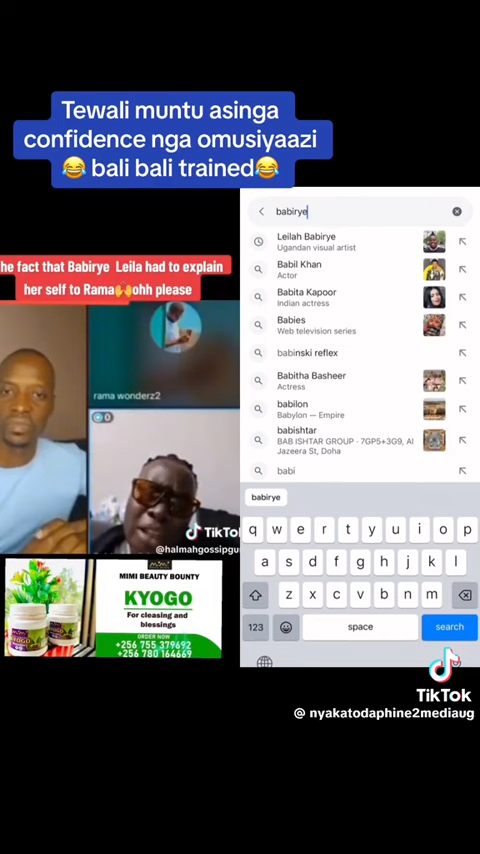 Tewali muntu asinga
confidence nga omusiyaazi
😂 bali bali trained😂
he fact that Babirye Leila had to explain
her self to Rama🙌ohh please
rama wonderz2
0
TikTok
@halmahgossipgu
MIMI BEAUTY BOUNTY
KYOGO
For cleasing and
blessings
ORDER NOW
+256 755 379692
+256 780 164669
KYOGO
babirye
Leilah Babirye
Ugandan visual artist
Babil Khan
Actor
Babita Kapoor
Indian actress
Babies
Web television series
babinski reflex
Babitha Basheer
Actress
babilon
Babylon — Empire
babishtar
BAB ISHTAR GROUP · 7GP5+3G9, Al
Jazeera St, Doha
babi
babirye
q w e r t y u i o p
a s d f g h j k l
z x c v b n m
123 space search
TikTok
@ nyakatodaphine2mediaug